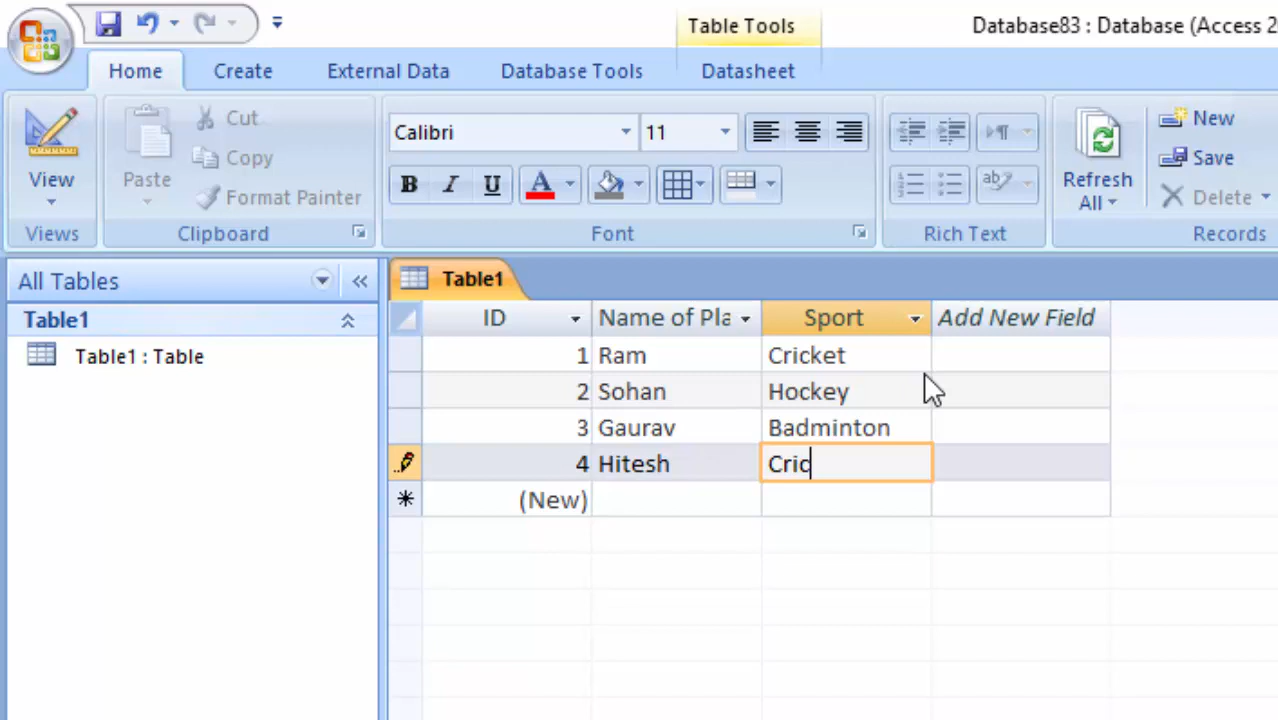 Table Tools
Database83 : Database (Access 2
Home Create External Data Database Tools Datasheet
View
Paste
Cut
Copy
Format Painter
Calibri 11
B I U A
ab
Refresh
All
New
Save
Delete
Views Clipboard Font Rich Text Records
All Tables
Table1
Table1 : Table
Table1
ID Name of Pla Sport Add New Field
1 Ram Cricket
2 Sohan Hockey
3 Gaurav Badminton
4 Hitesh Cric
(New)